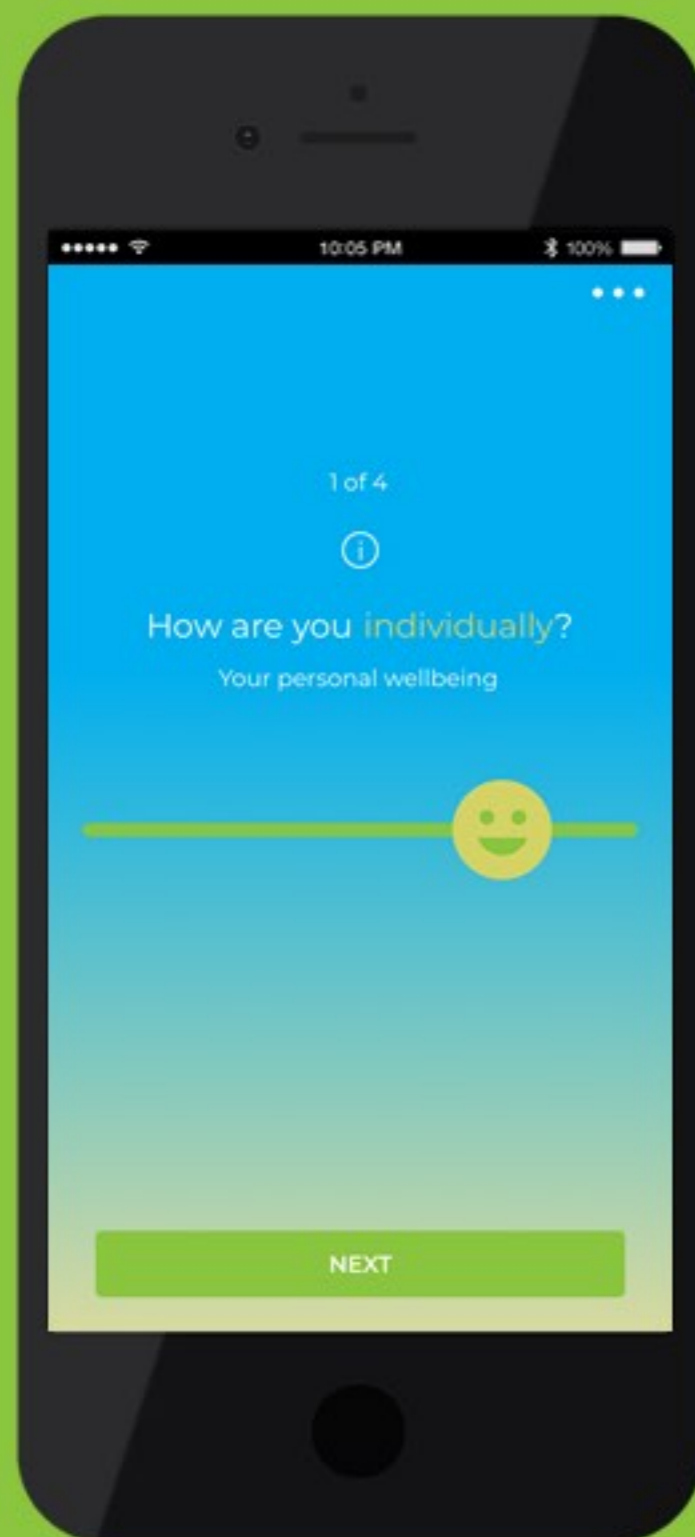 10:05 PM 100%
1 of 4
How are you individually?
Your personal wellbeing
NEXT